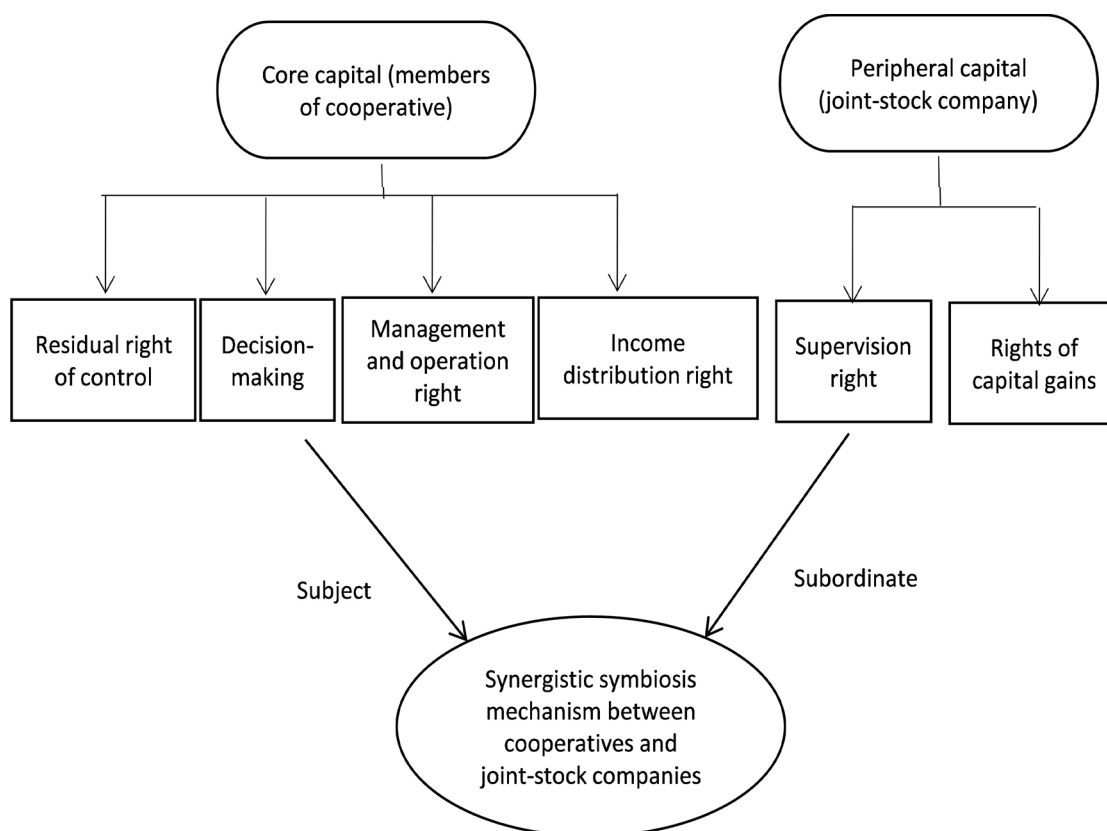 Core capital (members
of cooperative)
Peripheral capital
(joint-stock company)
Residual right
of control
Decision-
making
Management
and operation
right
Income
distribution right
Supervision
right
Rights of
capital gains
Subject
Subordinate
Synergistic symbiosis
mechanism between
cooperatives and
joint-stock companies